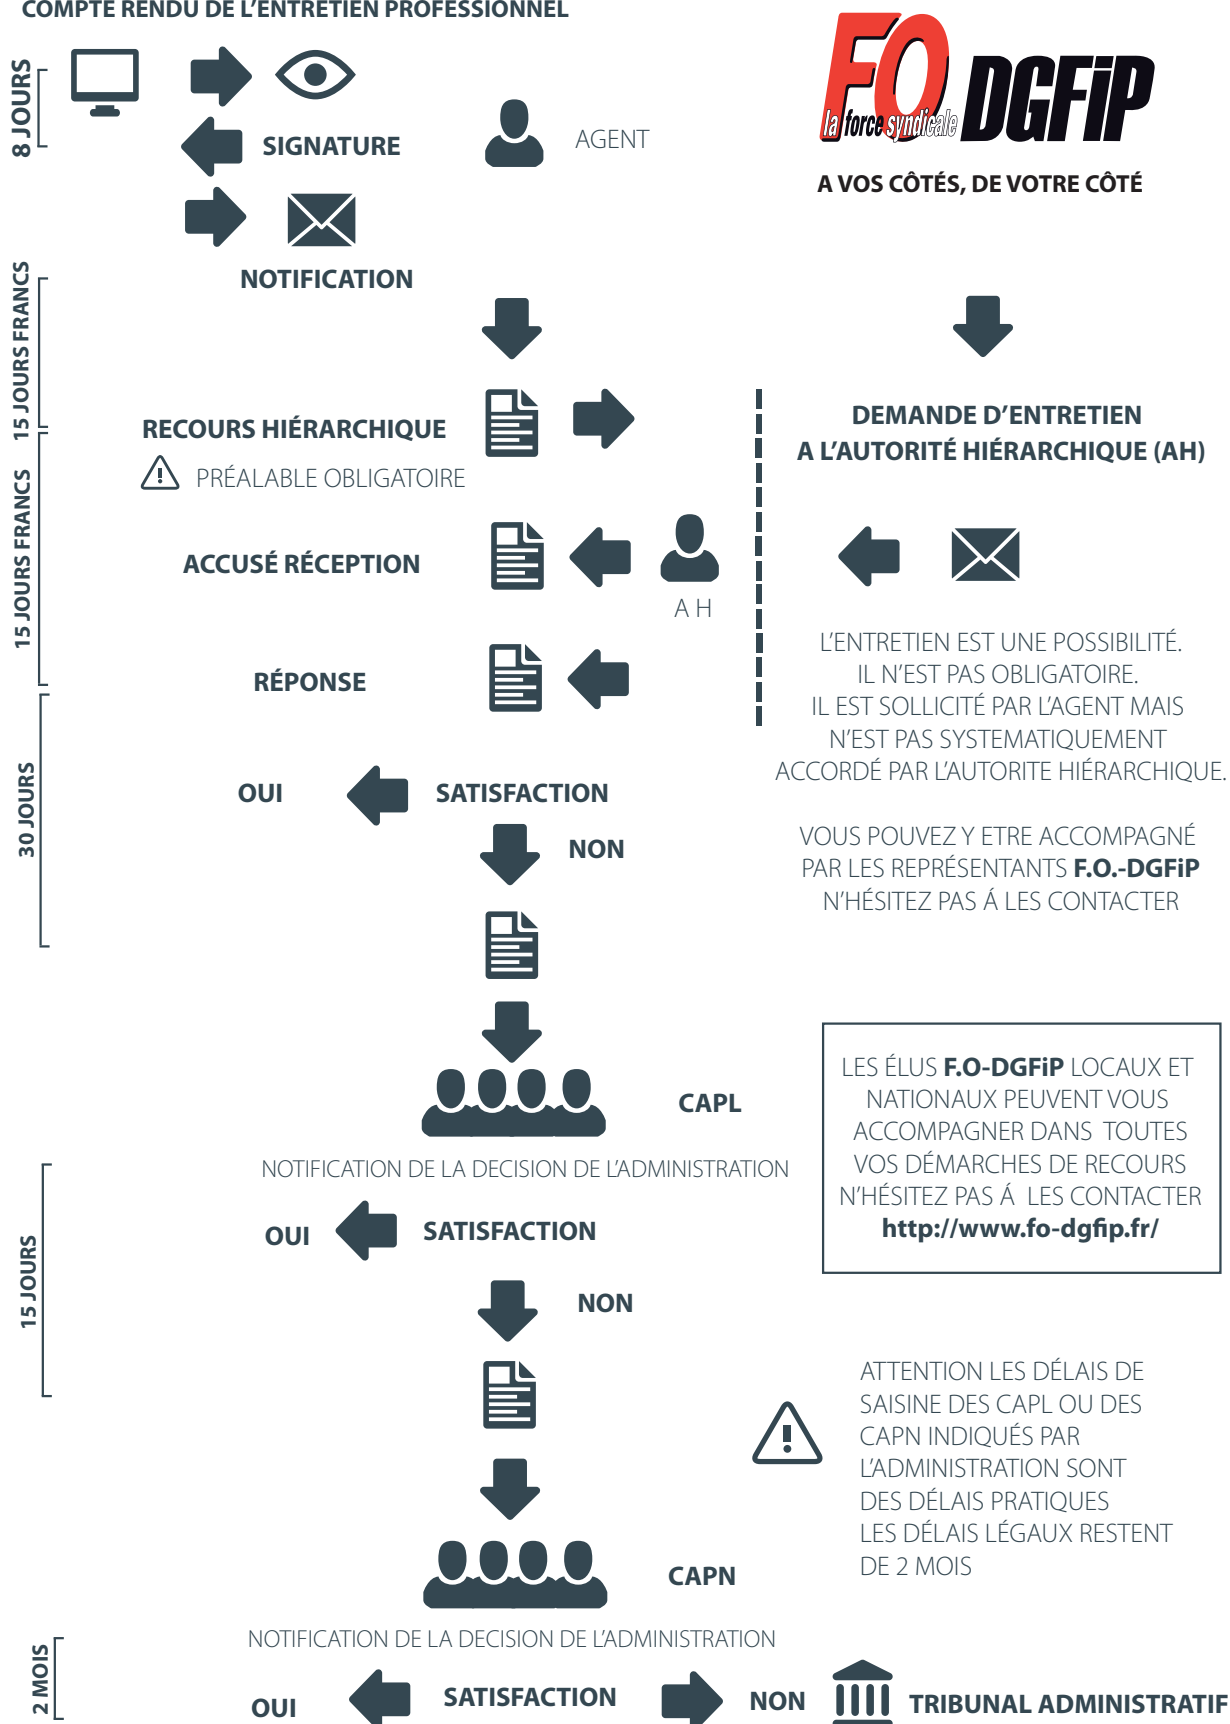 COMPTE RENDU DE L'ENTRETIEN PROFESSIONNEL
8 JOURS
SIGNATURE
AGENT
NOTIFICATION
FO
la force syndicale
DGFiP
A VOS CÔTÉS, DE VOTRE CÔTÉ
15 JOURS FRANCS
RECOURS HIÉRARCHIQUE
PRÉALABLE OBLIGATOIRE
DEMANDE D'ENTRETIEN
A L'AUTORITÉ HIÉRARCHIQUE (AH)
15 JOURS FRANCS
ACCUSÉ RÉCEPTION
A H
RÉPONSE
L'ENTRETIEN EST UNE POSSIBILITÉ.
IL N'EST PAS OBLIGATOIRE.
IL EST SOLLICITÉ PAR L'AGENT MAIS
N'EST PAS SYSTEMATIQUEMENT
ACCORDÉ PAR L'AUTORITE HIÉRARCHIQUE.
30 JOURS
OUI
SATISFACTION
NON
VOUS POUVEZ Y ETRE ACCOMPAGNÉ
PAR LES REPRÉSENTANTS F.O.-DGFiP
N'HÉSITEZ PAS Á LES CONTACTER
CAPL
LES ÉLUS F.O-DGFiP LOCAUX ET
NATIONAUX PEUVENT VOUS
ACCOMPAGNER DANS TOUTES
VOS DÉMARCHES DE RECOURS
N'HÉSITEZ PAS Á LES CONTACTER
http://www.fo-dgfip.fr/
NOTIFICATION DE LA DECISION DE L'ADMINISTRATION
15 JOURS
OUI
SATISFACTION
NON
ATTENTION LES DÉLAIS DE
SAISINE DES CAPL OU DES
CAPN INDIQUÉS PAR
L'ADMINISTRATION SONT
DES DÉLAIS PRATIQUES
LES DÉLAIS LÉGAUX RESTENT
DE 2 MOIS
CAPN
NOTIFICATION DE LA DECISION DE L'ADMINISTRATION
2 MOIS
OUI
SATISFACTION
NON
TRIBUNAL ADMINISTRATIF